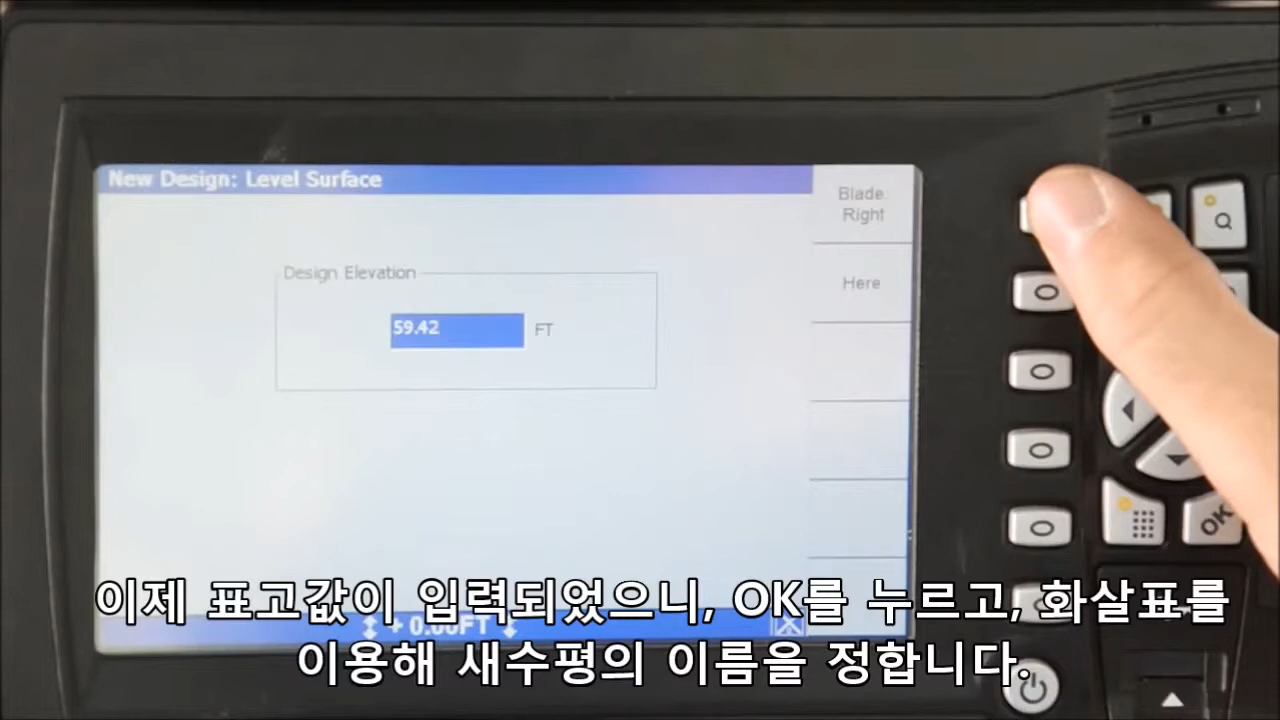 New Design: Level Surface
Blade:
Right
Design Elevation
Here
59.42 FT
OK
+ 0.00FT
이제 표고값이 입력되었으니, OK를 누르고, 화살표를
이용해 새수평의 이름을 정합니다.